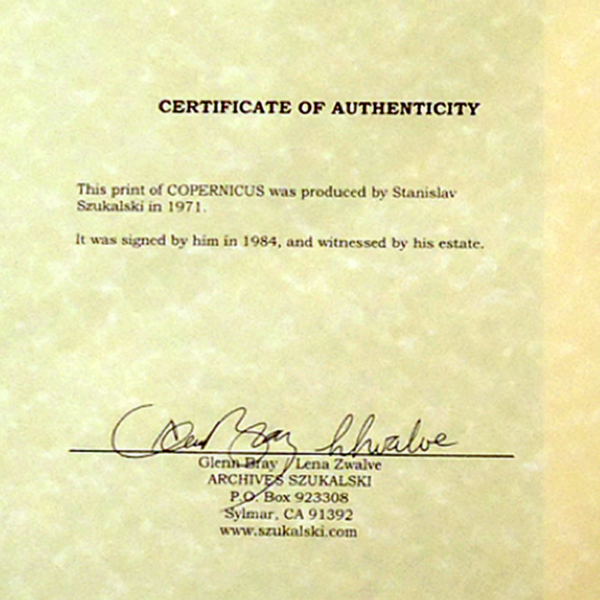 CERTIFICATE OF AUTHENTICITY
This print of COPERNICUS was produced by Stanislav
Szukalski in 1971.
It was signed by him in 1984, and witnessed by his estate.
Glenn Bray / Lena Zwalve
ARCHIVES SZUKALSKI
P.O. Box 923308
Sylmar, CA 91392
www.szukalski.com